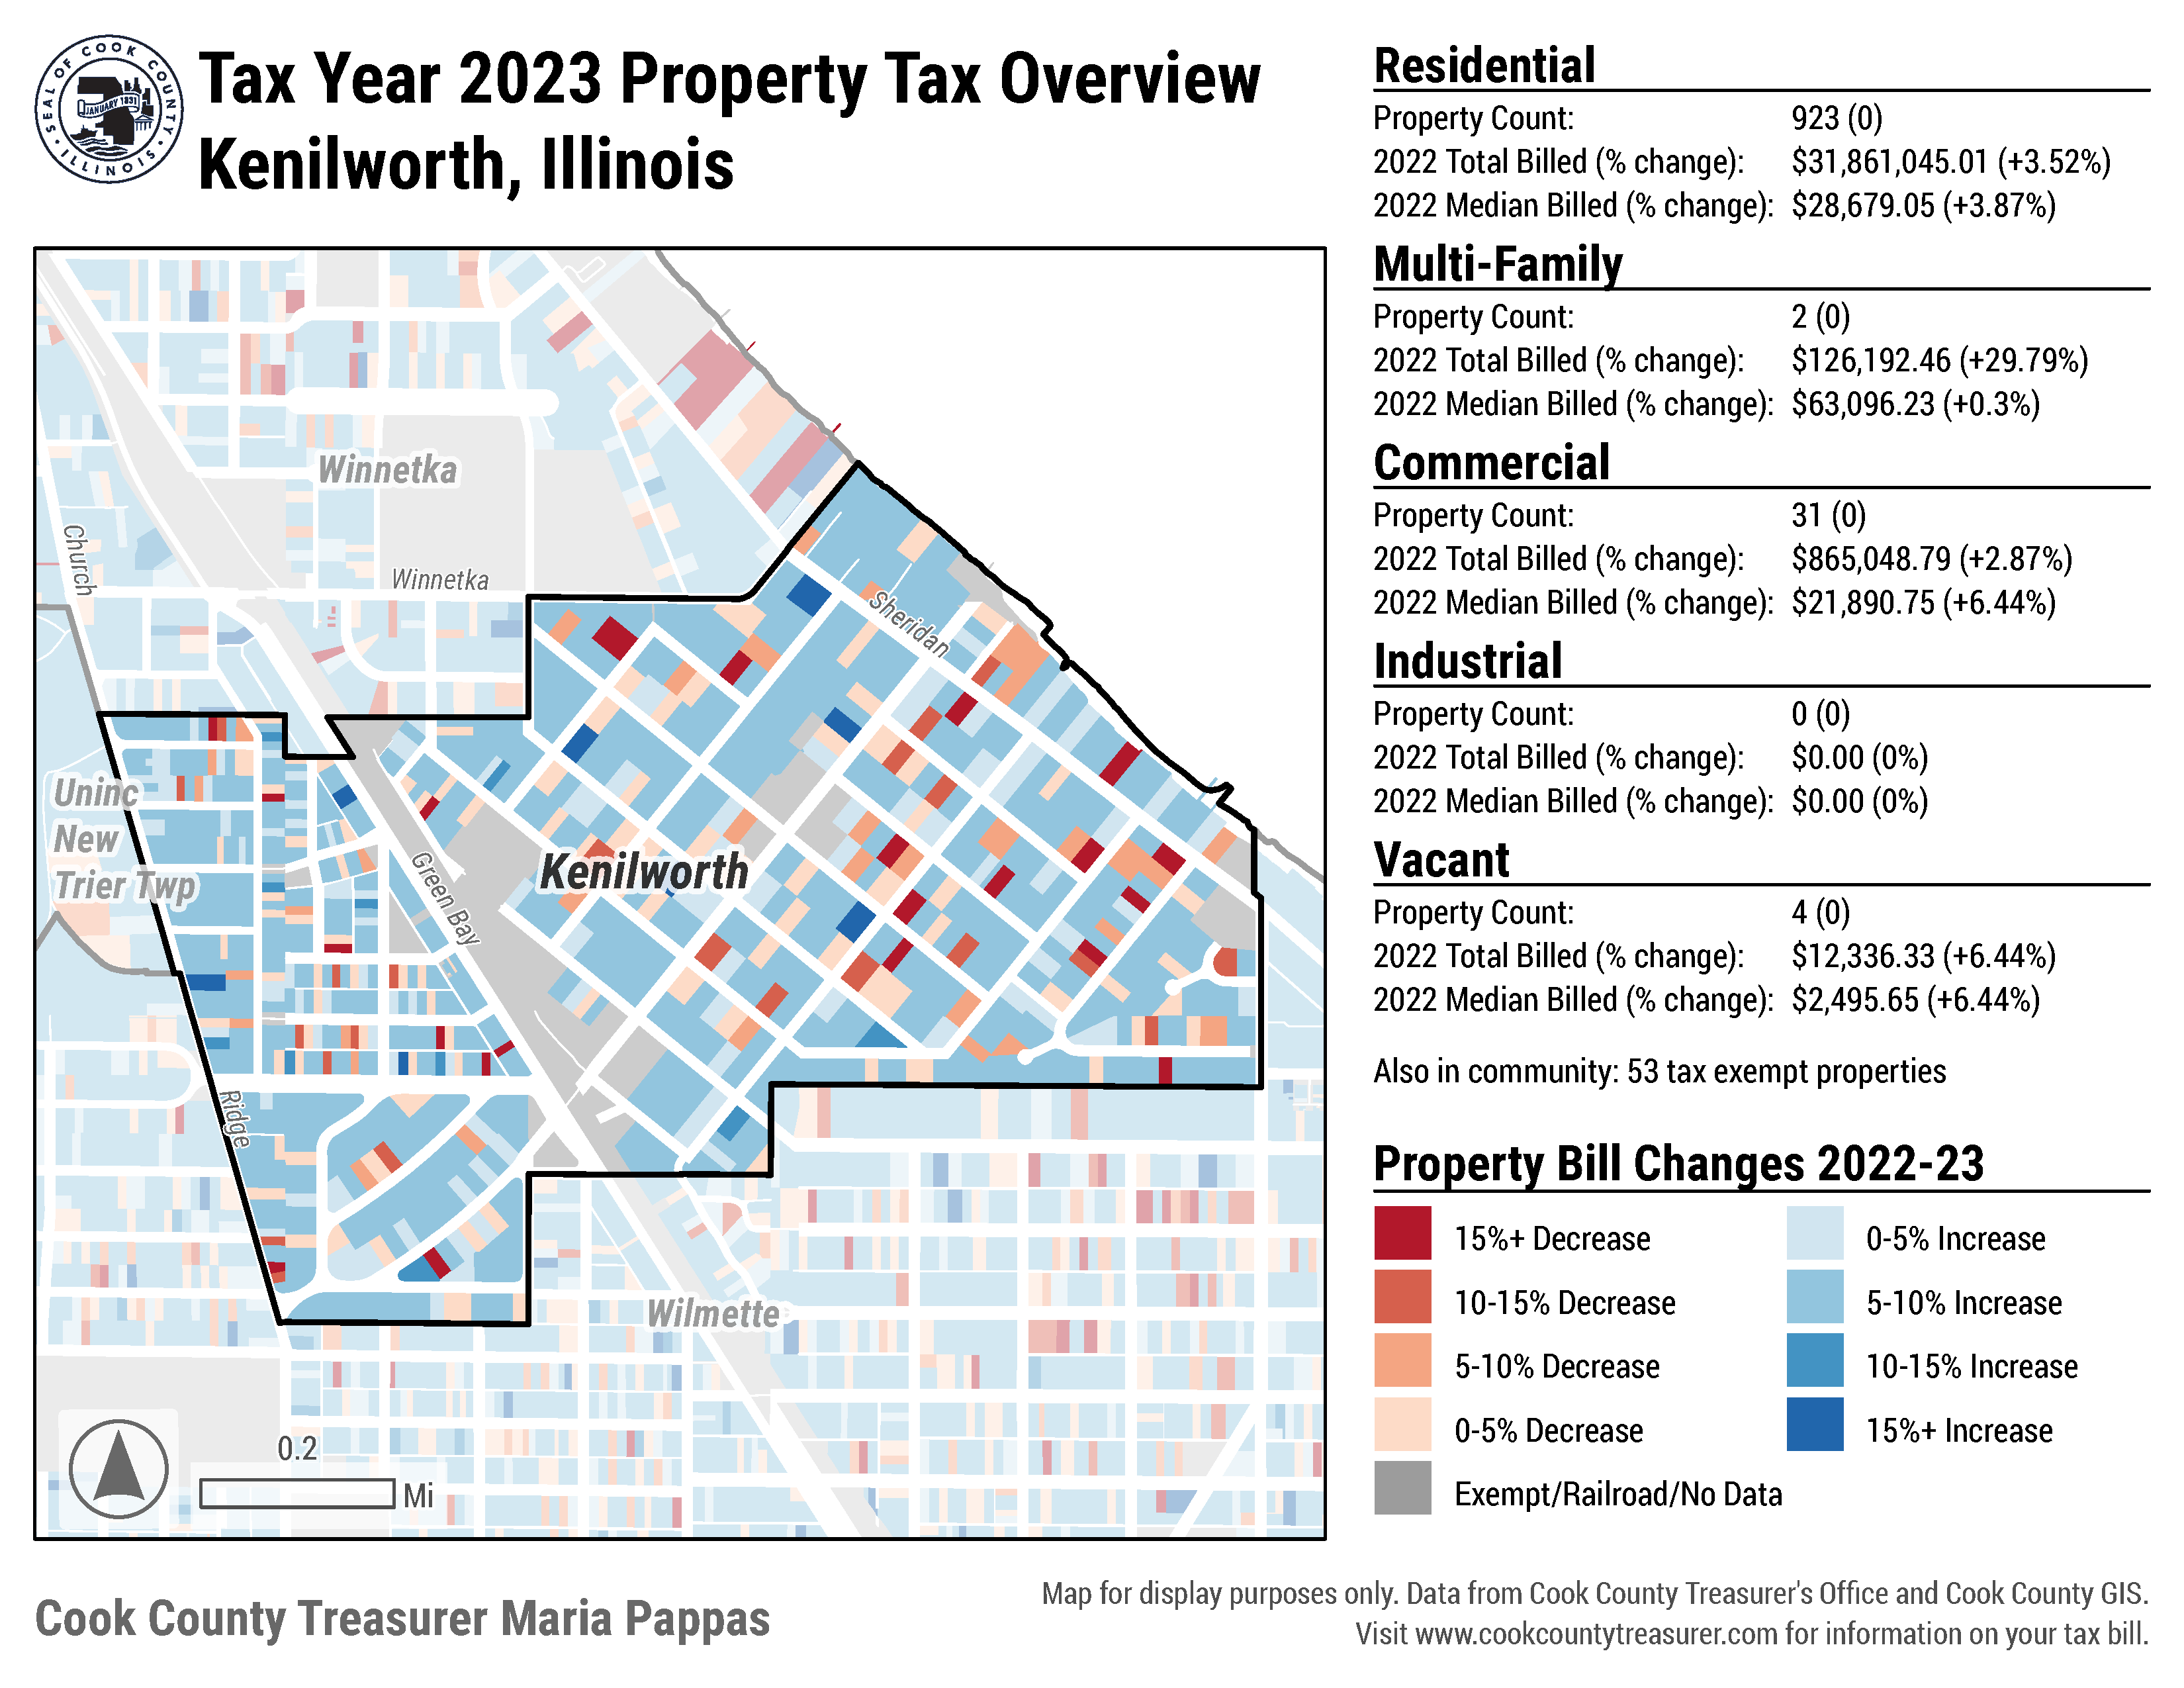 SEAL OF COOK COUNTY
• ILLINOIS •
JANUARY 1831
Tax Year 2023 Property Tax Overview
Kenilworth, Illinois
Winnetka
Church
Winnetka
Sheridan
Uninc
New
Trier Twp
Green Bay
Kenilworth
Ridge
Wilmette
0.2
Mi
Residential
Property Count: 923 (0)
2022 Total Billed (% change): $31,861,045.01 (+3.52%)
2022 Median Billed (% change): $28,679.05 (+3.87%)
Multi-Family
Property Count: 2 (0)
2022 Total Billed (% change): $126,192.46 (+29.79%)
2022 Median Billed (% change): $63,096.23 (+0.3%)
Commercial
Property Count: 31 (0)
2022 Total Billed (% change): $865,048.79 (+2.87%)
2022 Median Billed (% change): $21,890.75 (+6.44%)
Industrial
Property Count: 0 (0)
2022 Total Billed (% change): $0.00 (0%)
2022 Median Billed (% change): $0.00 (0%)
Vacant
Property Count: 4 (0)
2022 Total Billed (% change): $12,336.33 (+6.44%)
2022 Median Billed (% change): $2,495.65 (+6.44%)
Also in community: 53 tax exempt properties
Property Bill Changes 2022-23
15%+ Decrease
0-5% Increase
10-15% Decrease
5-10% Increase
5-10% Decrease
10-15% Increase
0-5% Decrease
15%+ Increase
Exempt/Railroad/No Data
Cook County Treasurer Maria Pappas
Map for display purposes only. Data from Cook County Treasurer's Office and Cook County GIS.
Visit www.cookcountytreasurer.com for information on your tax bill.